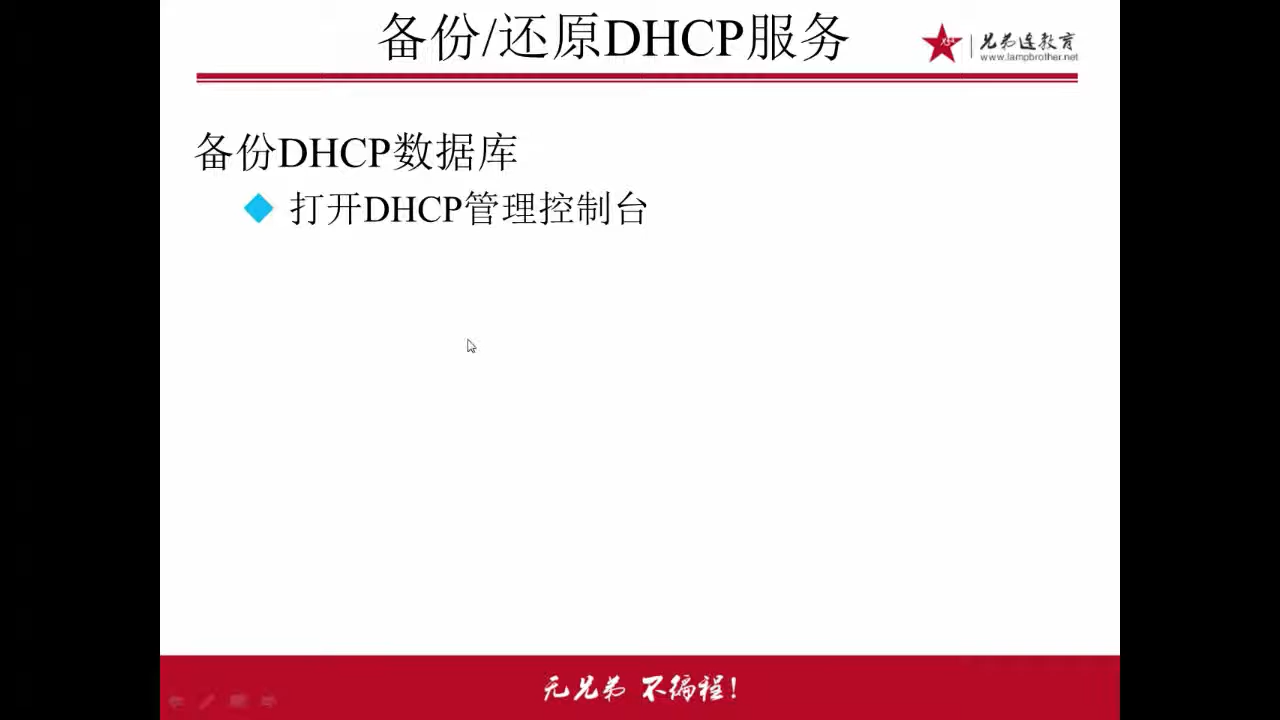 备份/还原DHCP服务
兄弟连教育
www.lampbrother.net
备份DHCP数据库
打开DHCP管理控制台
无兄弟 不编程!